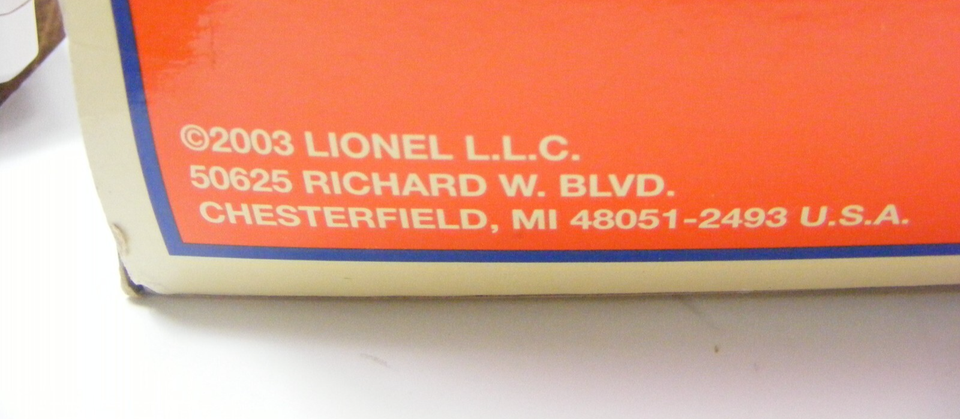 ©2003 LIONEL L.L.C.
50625 RICHARD W. BLVD.
CHESTERFIELD, MI 48051-2493 U.S.A.